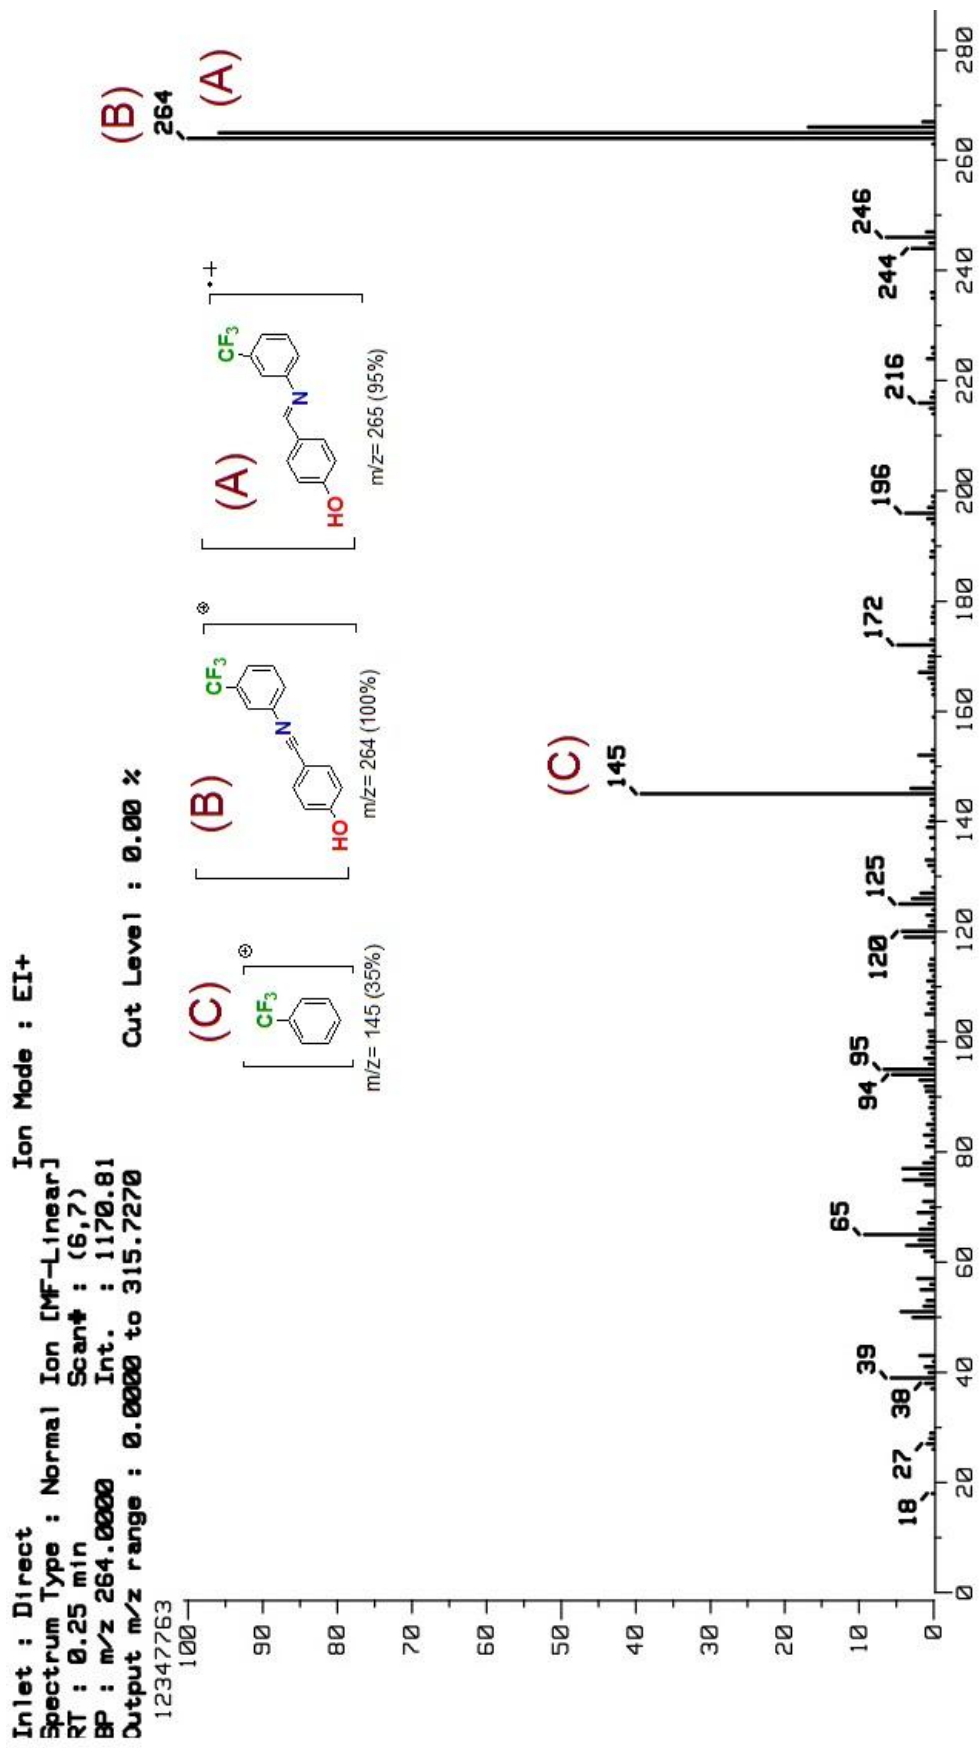 Inlet : Direct Ion Mode : EI+
Spectrum Type : Normal Ion [MF-Linear]
RT : 0.25 min Scan# : (6,7)
BP : m/z 264.0000 Int. : 1170.81
Output m/z range : 0.0000 to 315.7270 Cut Level : 0.00 %
12347763
100
90
80
70
60
50
40
30
20
10
0
(C)
CF3
⊕
m/z= 145 (35%)
(B)
CF3
N
HO
⊕
m/z= 264 (100%)
(A)
CF3
N
HO
·+
m/z= 265 (95%)
(B)
264
(A)
(C)
145
18
27
38
39
65
94
95
120
125
172
196
216
244
246
0 20 40 60 80 100 120 140 160 180 200 220 240 260 280